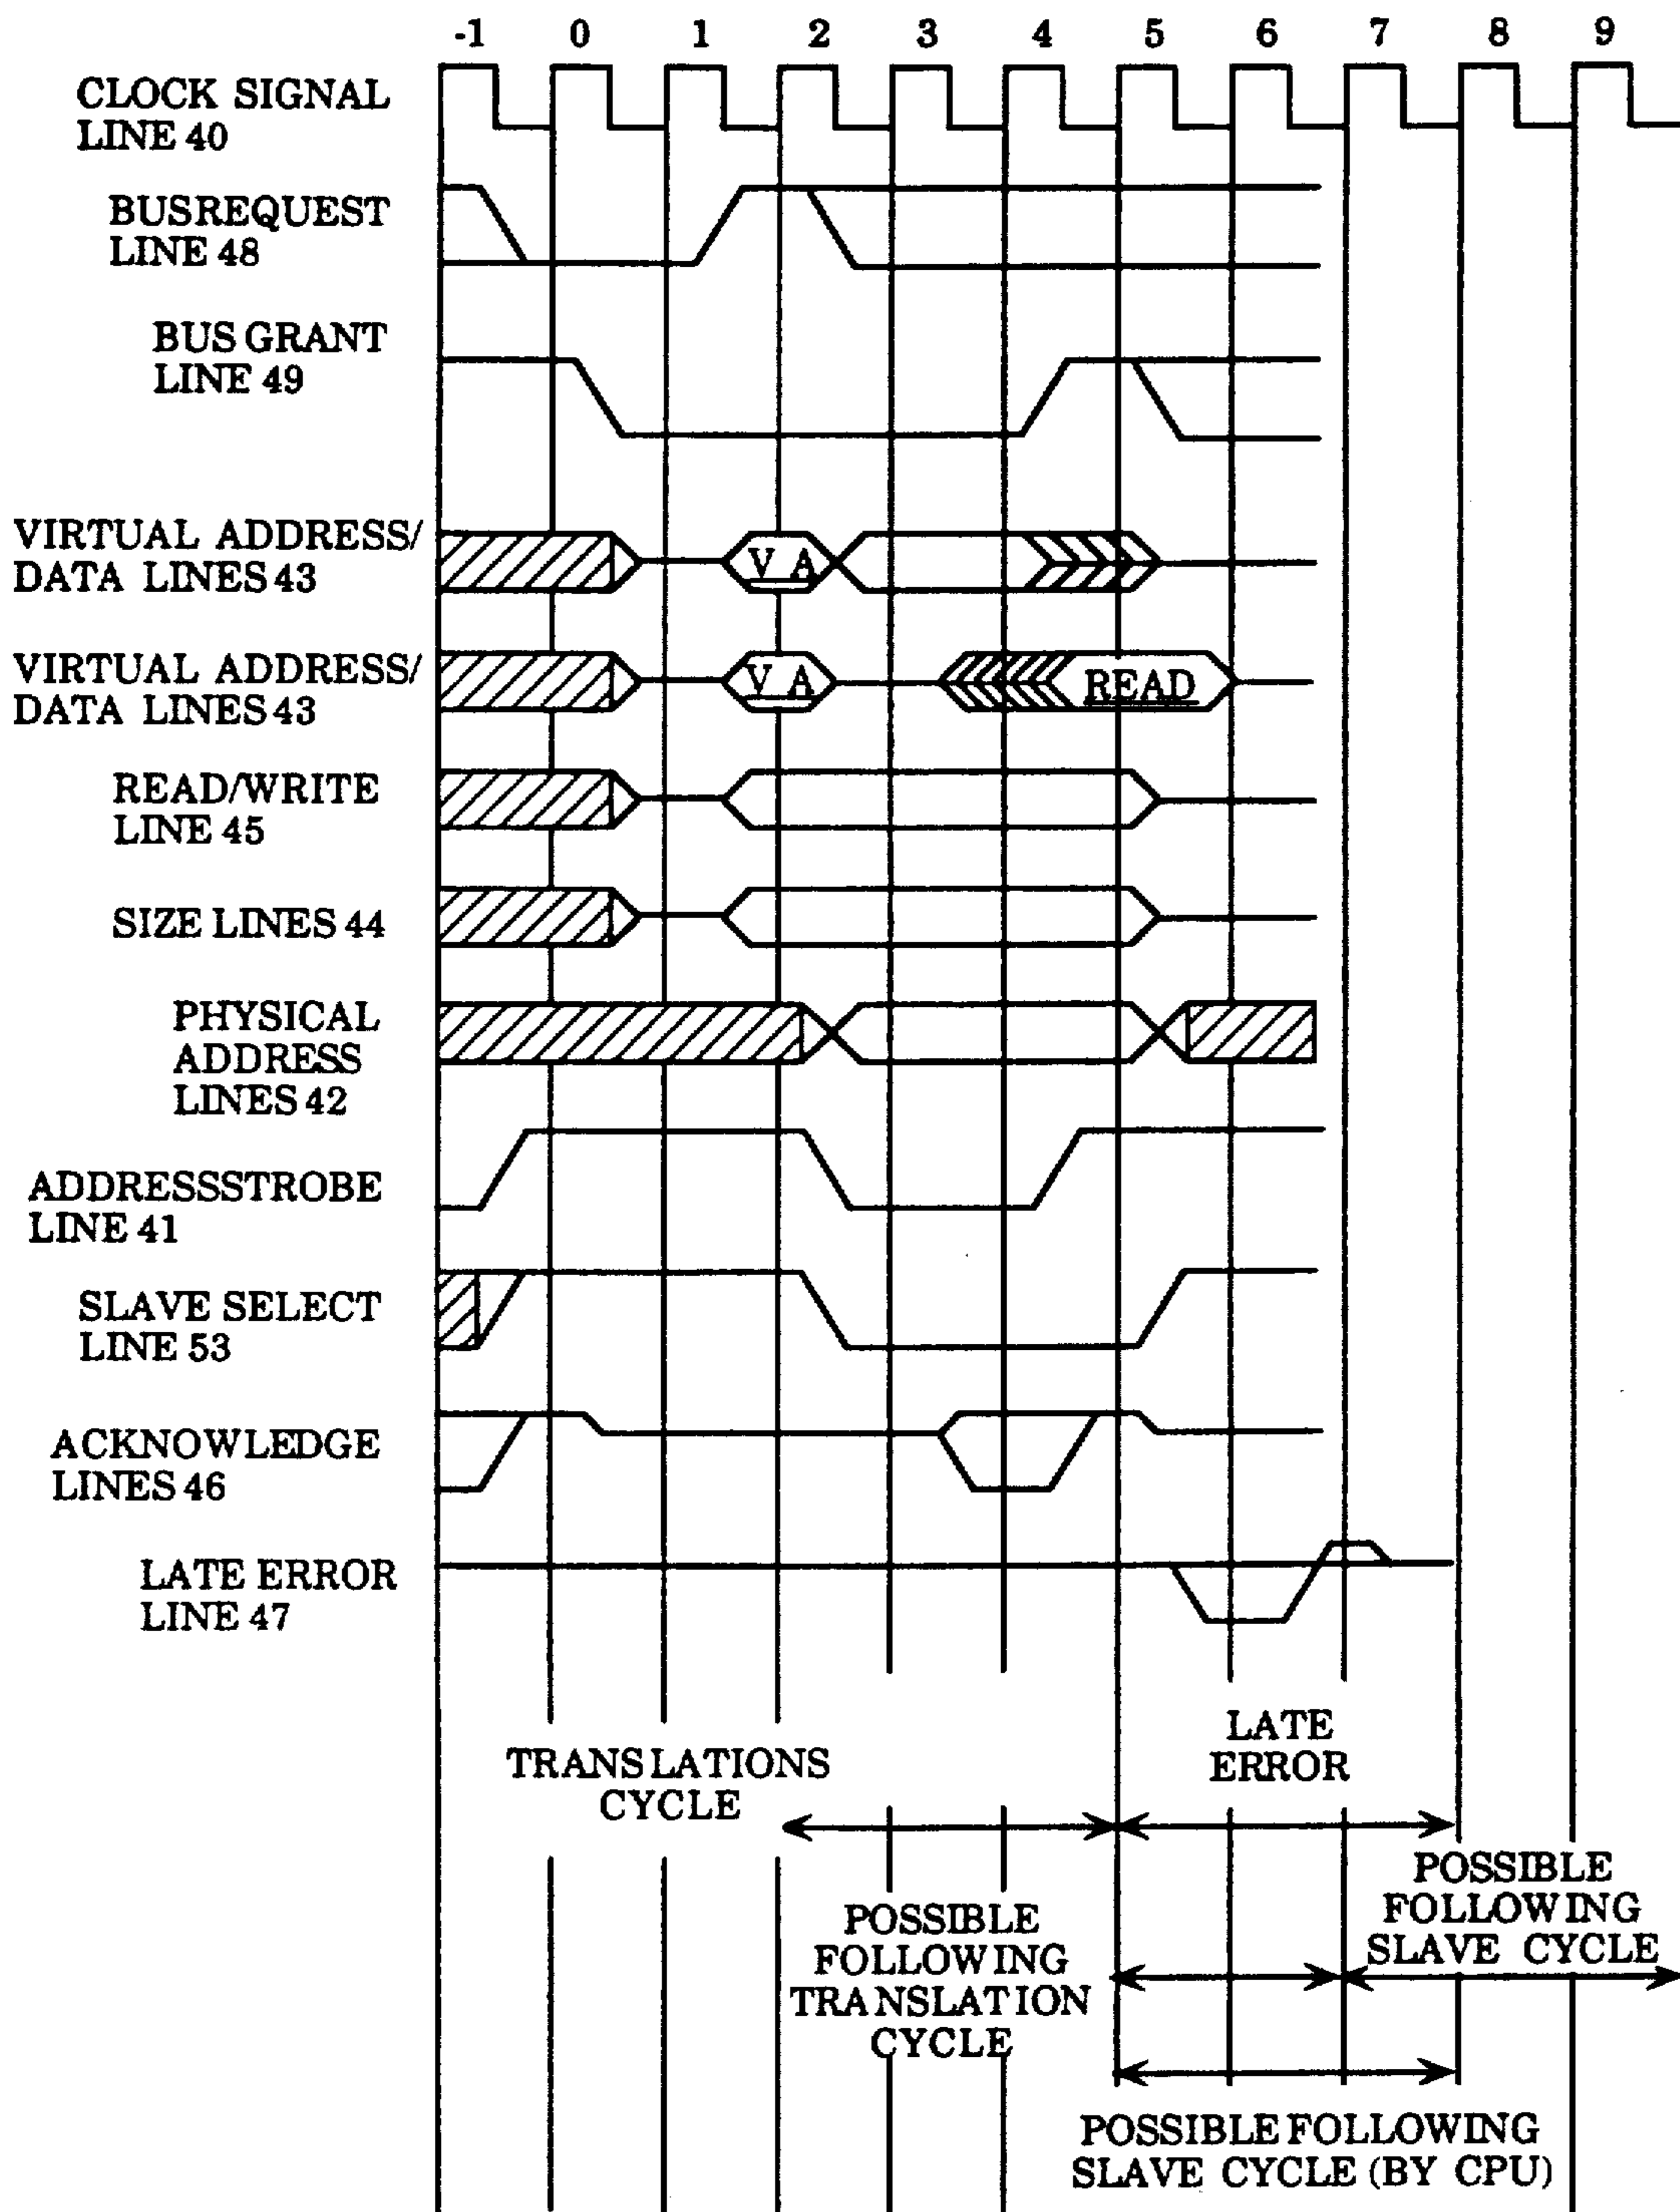 -1 0 1 2 3 4 5 6 7 8 9
CLOCK SIGNAL
LINE 40
BUSREQUEST
LINE 48
BUS GRANT
LINE 49
VIRTUAL ADDRESS/
DATA LINES 43
V A
VIRTUAL ADDRESS/
DATA LINES 43
V A READ
READ/WRITE
LINE 45
SIZE LINES 44
PHYSICAL
ADDRESS
LINES 42
ADDRESSSTROBE
LINE 41
SLAVE SELECT
LINE 53
ACKNOWLEDGE
LINES 46
LATE ERROR
LINE 47
TRANSLATIONS
CYCLE
LATE
ERROR
POSSIBLE
FOLLOWING
TRANSLATION
CYCLE
POSSIBLE
FOLLOWING
SLAVE CYCLE
POSSIBLE FOLLOWING
SLAVE CYCLE (BY CPU)